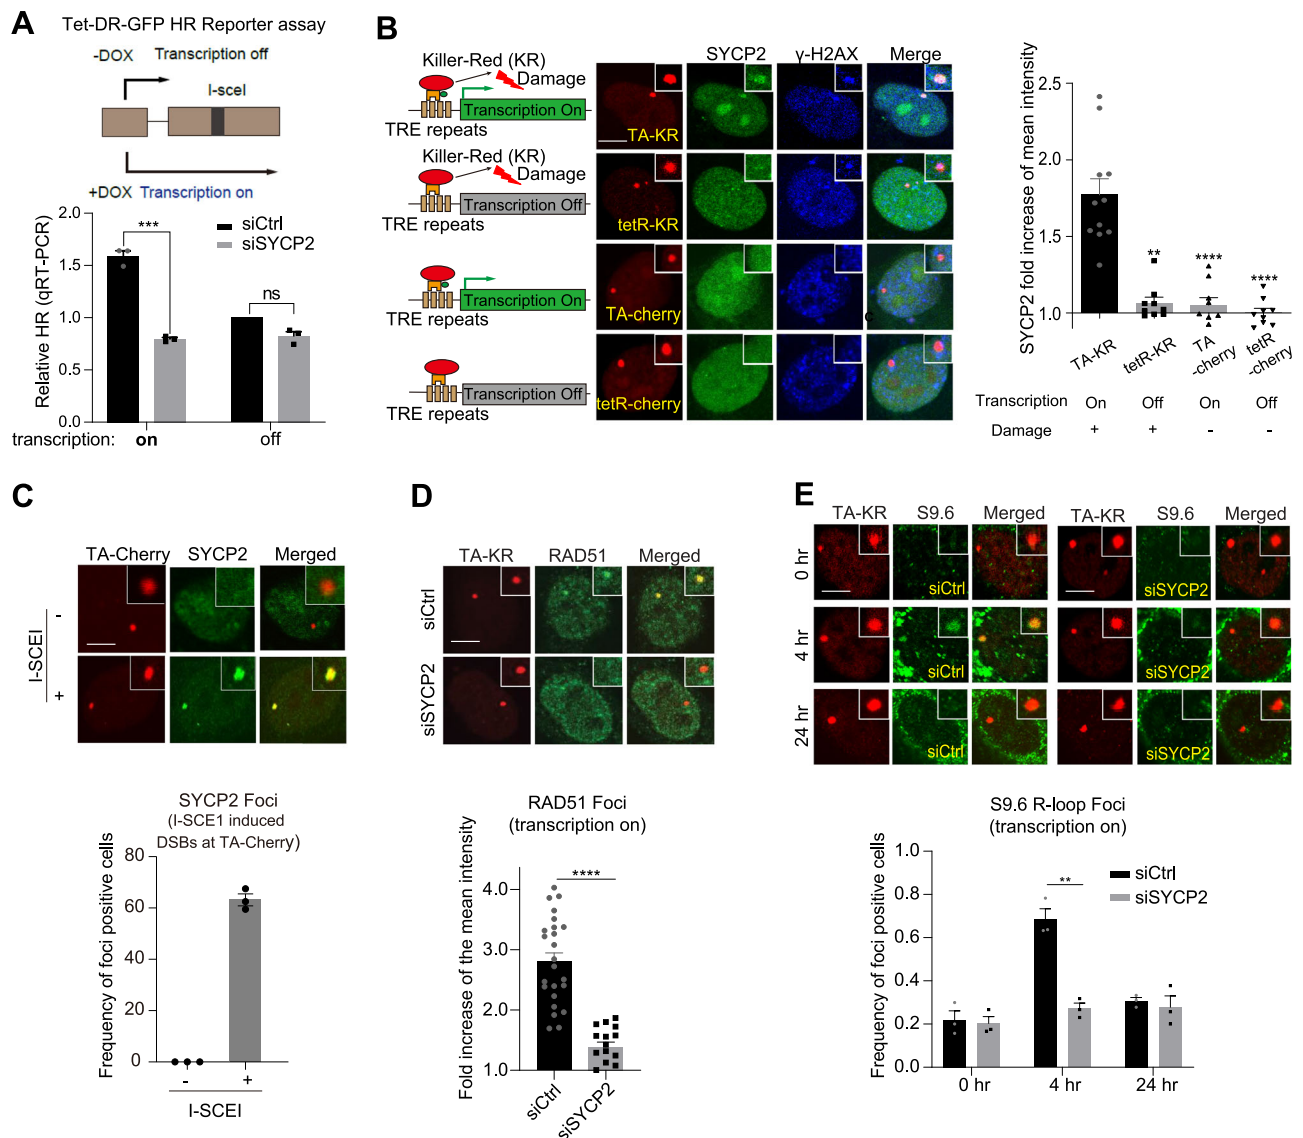 A
Tet-DR-GFP HR Reporter assay
-DOX Transcription off
I-sceI
+DOX Transcription on
Relative HR (qRT-PCR)
2.0
1.5
1.0
0.5
0.0
siCtrl
siSYCP2
***
ns
transcription: on off
B
Killer-Red (KR)
Damage
Transcription On
TRE repeats
Killer-Red (KR)
Damage
Transcription Off
TRE repeats
Transcription On
TRE repeats
Transcription Off
TRE repeats
SYCP2 γ-H2AX Merge
TA-KR
tetR-KR
TA-cherry
e
tetR-cherry
SYCP2 fold increase of mean intensity
2.5
2.0
1.5
1.0
**
****
****
TA-KR
tetR-KR
TA
-cherry
tetR
-cherry
Transcription On Off On Off
Damage + + - -
C
TA-Cherry SYCP2 Merged
I-SCEI
-
+
SYCP2 Foci
(I-SCE1 induced
DSBs at TA-Cherry)
Frequency of foci positive cells
80
60
40
20
0
- +
I-SCEI
D
TA-KR RAD51 Merged
siCtrl
siSYCP2
RAD51 Foci
(transcription on)
Fold increase of the mean intensity
4.0
3.0
2.0
1.0
****
siCtrl
siSYCP2
E
TA-KR S9.6 Merged TA-KR S9.6 Merged
0 hr
siCtrl
siSYCP2
4 hr
siCtrl
siSYCP2
24 hr
siCtrl
siSYCP2
S9.6 R-loop Foci
(transcription on)
Frequency of foci positive cells
1.0
0.8
0.6
0.4
0.2
0.0
**
siCtrl
siSYCP2
0 hr 4 hr 24 hr